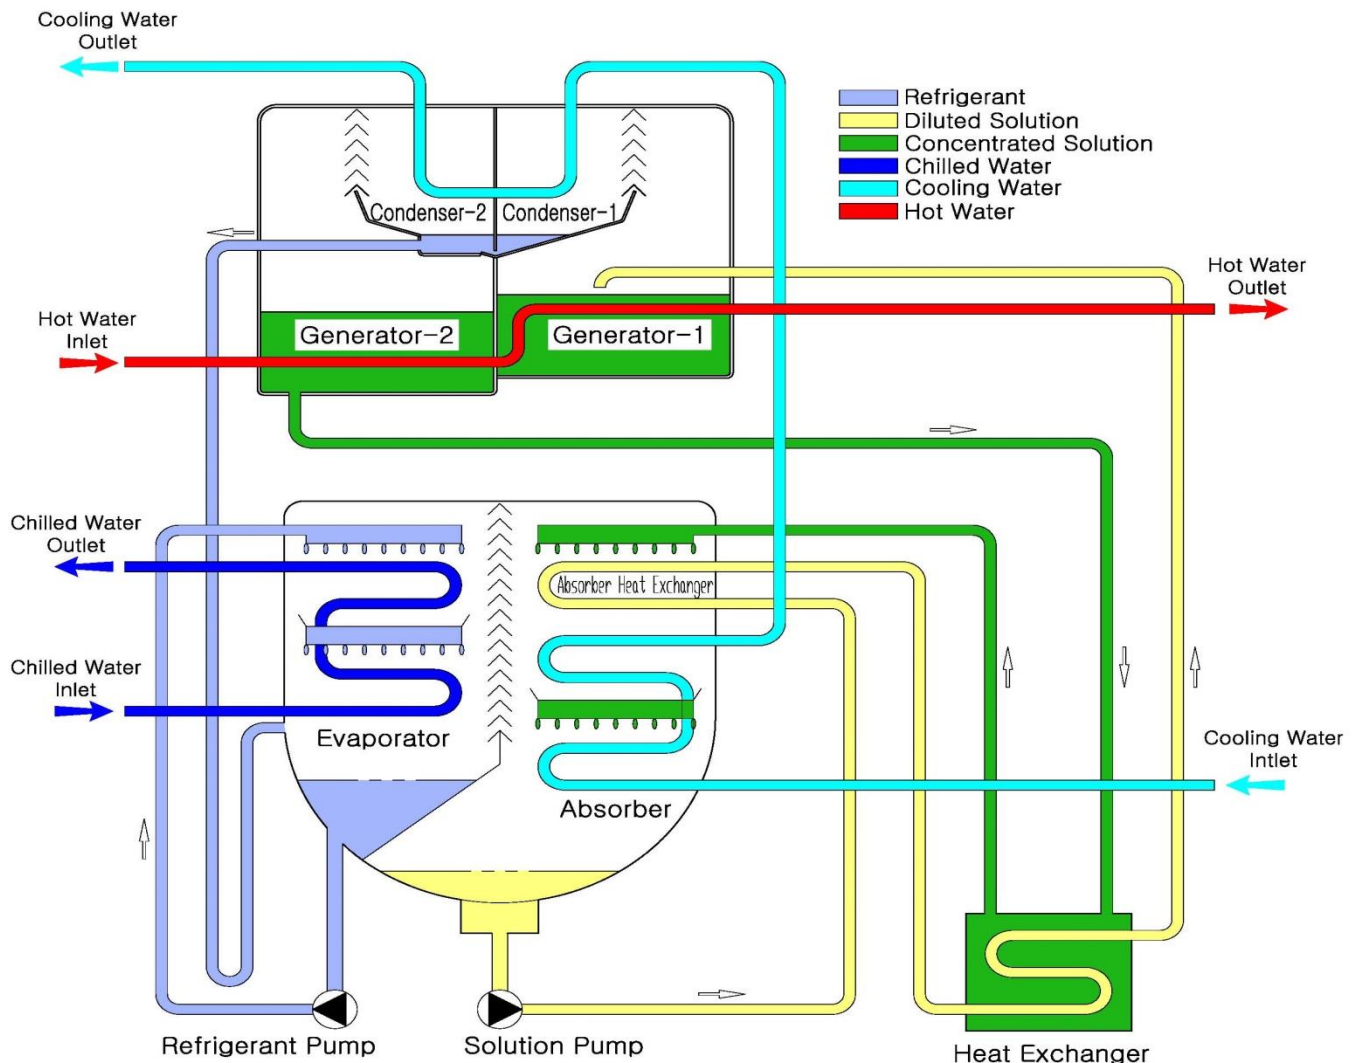 Cooling Water
Outlet
Refrigerant
Diluted Solution
Concentrated Solution
Chilled Water
Cooling Water
Hot Water
Condenser-2
Condenser-1
Hot Water
Outlet
Hot Water
Inlet
Generator-2
Generator-1
Chilled Water
Outlet
Absorber Heat Exchanger
Chilled Water
Inlet
Evaporator
Cooling Water
Intlet
Absorber
Refrigerant Pump
Solution Pump
Heat Exchanger